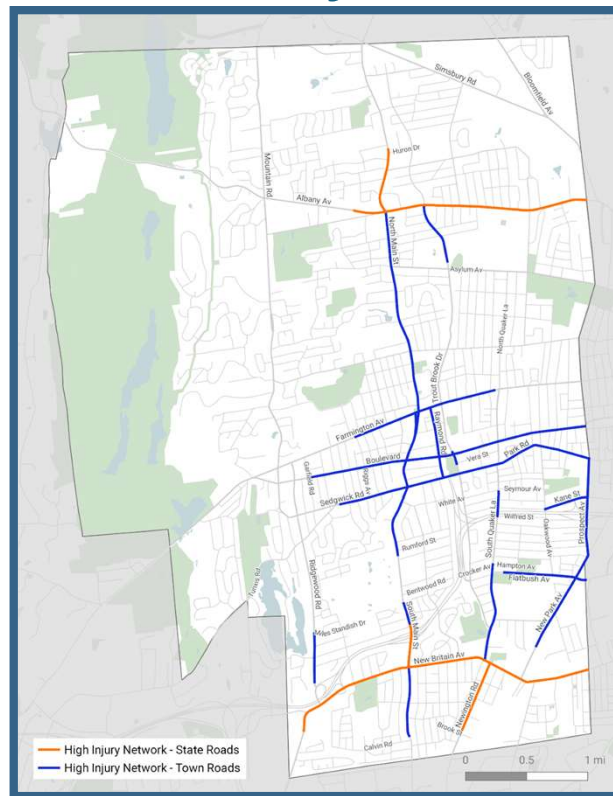 Simsbury Rd
Bloomfield Av
Huron Dr
Mountain Rd
Albany Av
North Main St
Asylum Av
North Quaker La
Trout Brook Dr
Farmington Av
Raymond Rd
Boulevard
Vera St
Park Rd
Garfield Rd
Sedgwick Rd
White Av
Seymour Av
Kane St
Wilfred St
Oakwood Av
Prospect Av
South Quaker La
Rumford St
Crocker Av
Hampton Av
Flatbush Av
Ridgewood Rd
Bentwood Rd
South Main St
New Park Av
Miles Standish Dr
New Britain Av
Newington Rd
Brook St
Calvin Rd
High Injury Network - State Roads
High Injury Network - Town Roads
0 0.5 1 mi